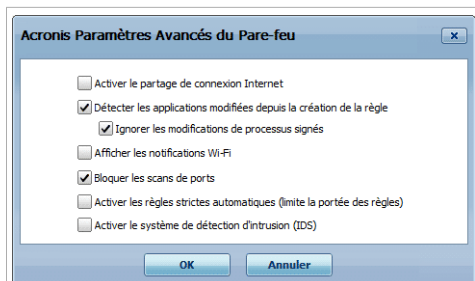 Acronis Paramètres Avancés du Pare-feu
Activer le partage de connexion Internet
Détecter les applications modifiées depuis la création de la règle
Ignorer les modifications de processus signés
Afficher les notifications Wi-Fi
Bloquer les scans de ports
Activer les règles strictes automatiques (limite la portée des règles)
Activer le système de détection d'intrusion (IDS)
OK
Annuler